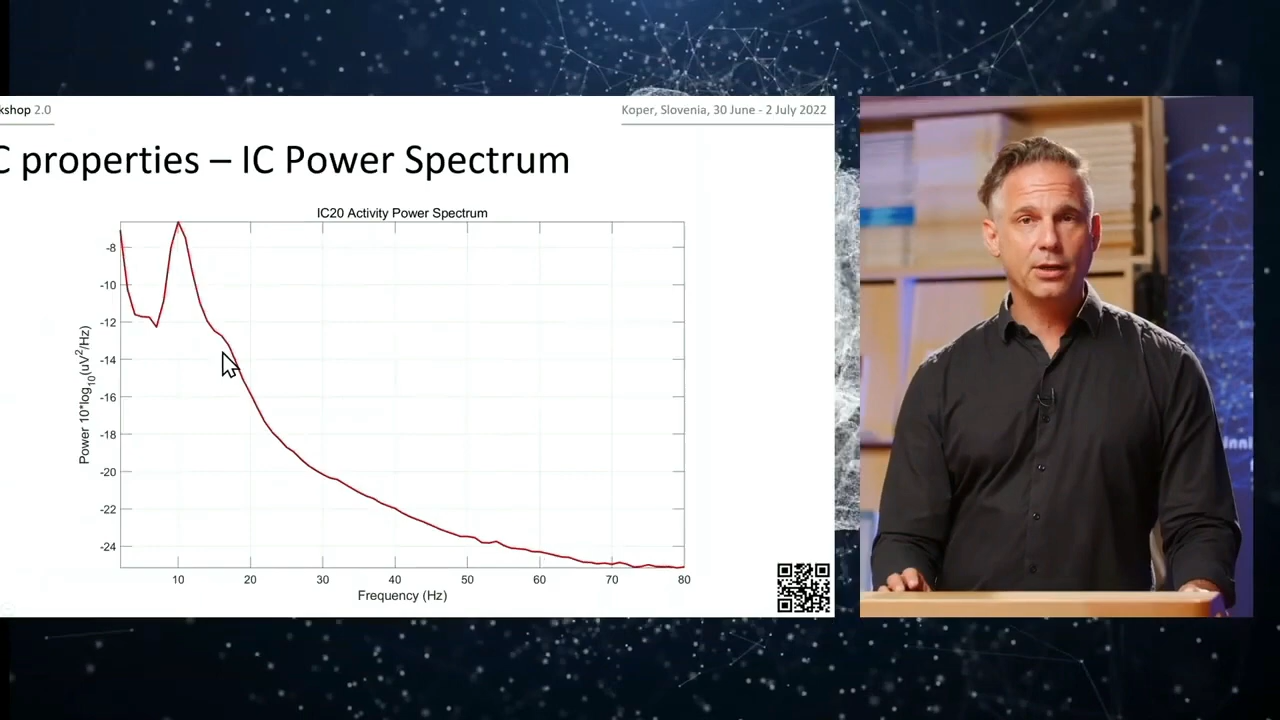 kshop 2.0
Koper, Slovenia, 30 June - 2 July 2022
C properties – IC Power Spectrum
IC20 Activity Power Spectrum
Power 10*log10(uV2/Hz)
-8
-10
-12
-14
-16
-18
-20
-22
-24
10 20 30 40 50 60 70 80
Frequency (Hz)